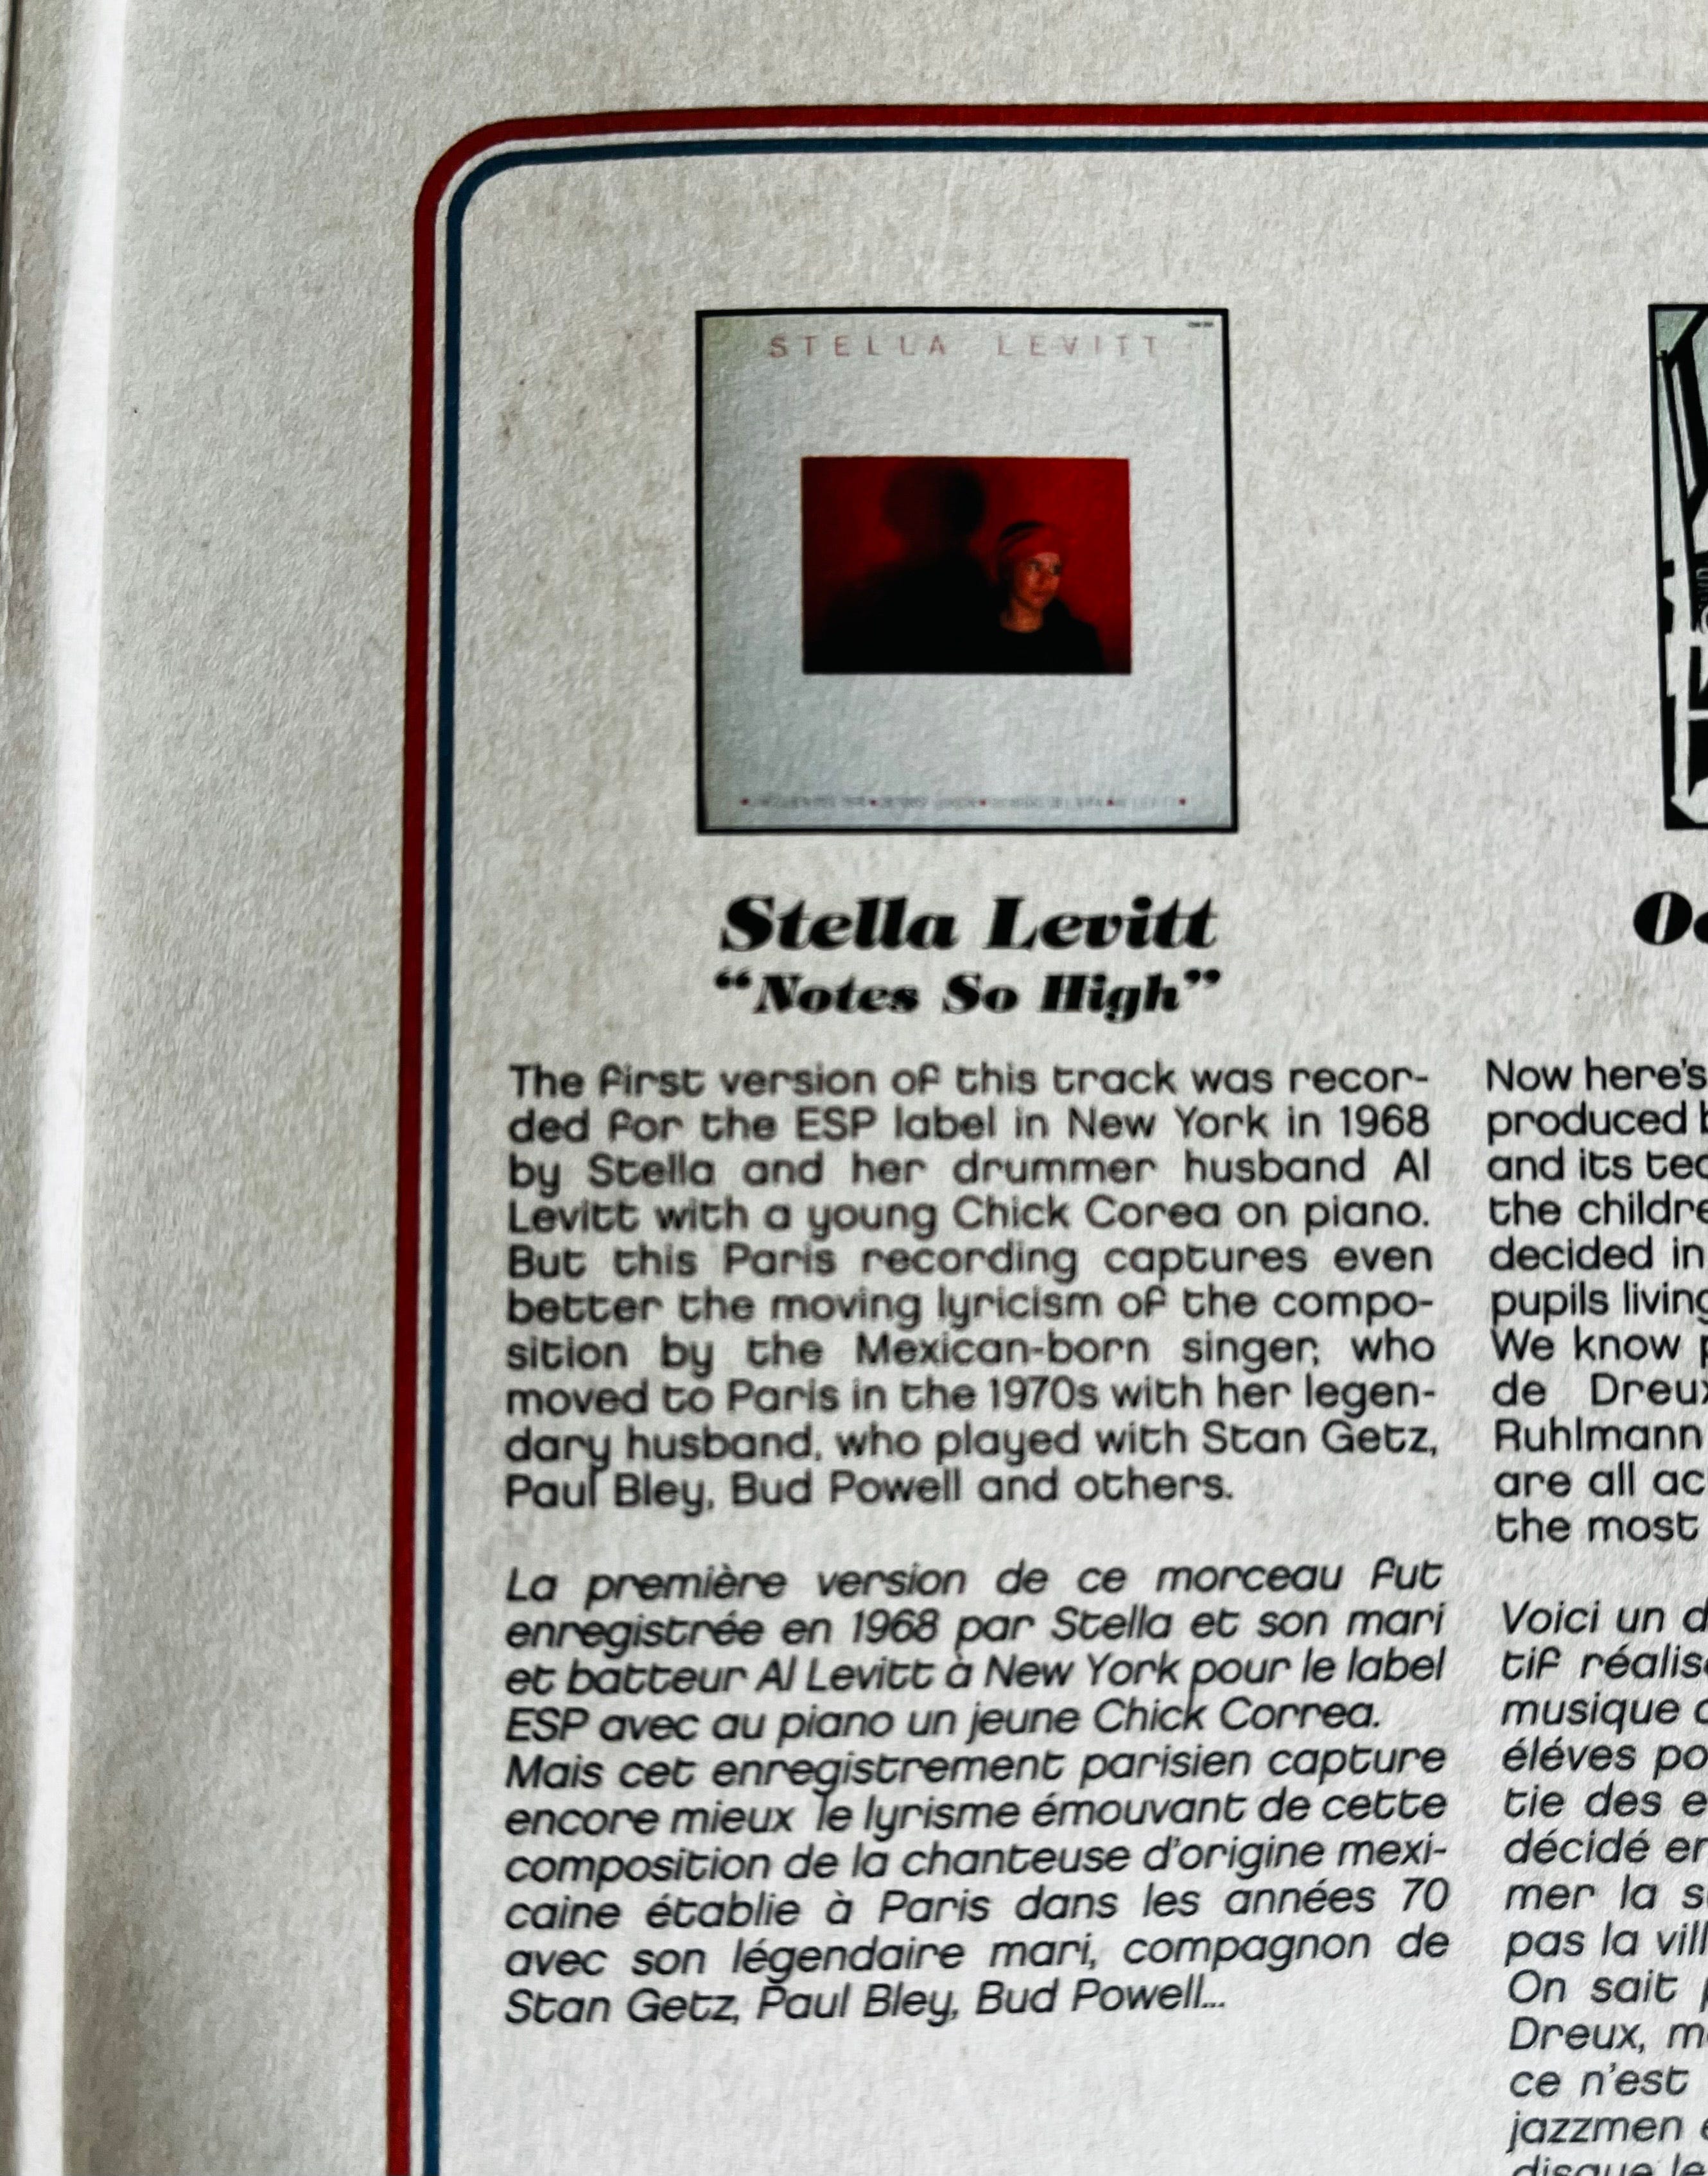 STELLA LEVITT
Stella Levitt
“Notes So High”
The first version of this track was recor-
ded for the ESP label in New York in 1968
by Stella and her drummer husband Al
Levitt with a young Chick Corea on piano.
But this Paris recording captures even
better the moving lyricism of the compo-
sition by the Mexican-born singer, who
moved to Paris in the 1970s with her legen-
dary husband, who played with Stan Getz,
Paul Bley, Bud Powell and others.
La première version de ce morceau fut
enregistrée en 1968 par Stella et son mari
et batteur Al Levitt à New York pour le label
ESP avec au piano un jeune Chick Correa.
Mais cet enregistrement parisien capture
encore mieux le lyrisme émouvant de cette
composition de la chanteuse d'origine mexi-
caine établie à Paris dans les années 70
avec son légendaire mari, compagnon de
Stan Getz, Paul Bley, Bud Powell...
Now here's
produced
and its
the
decided in
pupils
We know
de Dreux
Ruhlmann
are all
the most
Voici un
tif
musique
éléves
tie des
décidé
mer la
pas la
On sait
Dreux,
ce n'est
jazzmen